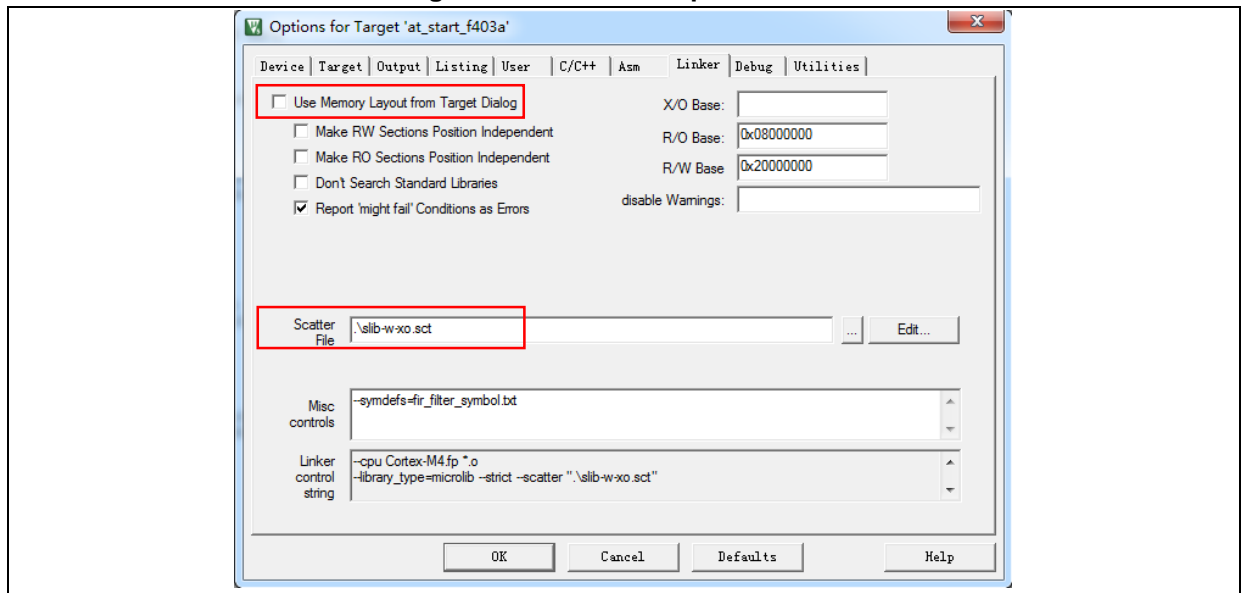 Options for Target 'at_start_f403a'
Device Target Output Listing User C/C++ Asm Linker Debug Utilities
Use Memory Layout from Target Dialog
X/O Base:
Make RW Sections Position Independent
R/O Base: 0x08000000
Make RO Sections Position Independent
R/W Base 0x20000000
Don't Search Standard Libraries
disable Warnings:
Report 'might fail' Conditions as Errors
Scatter
File
.\slib-w-xo.sct
... Edit...
Misc
controls
--symdefs=fir_filter_symbol.txt
Linker
control
string
--cpu Cortex-M4.fp *.o
--library_type=microlib --strict --scatter ".\slib-w-xo.sct"
OK Cancel Defaults Help